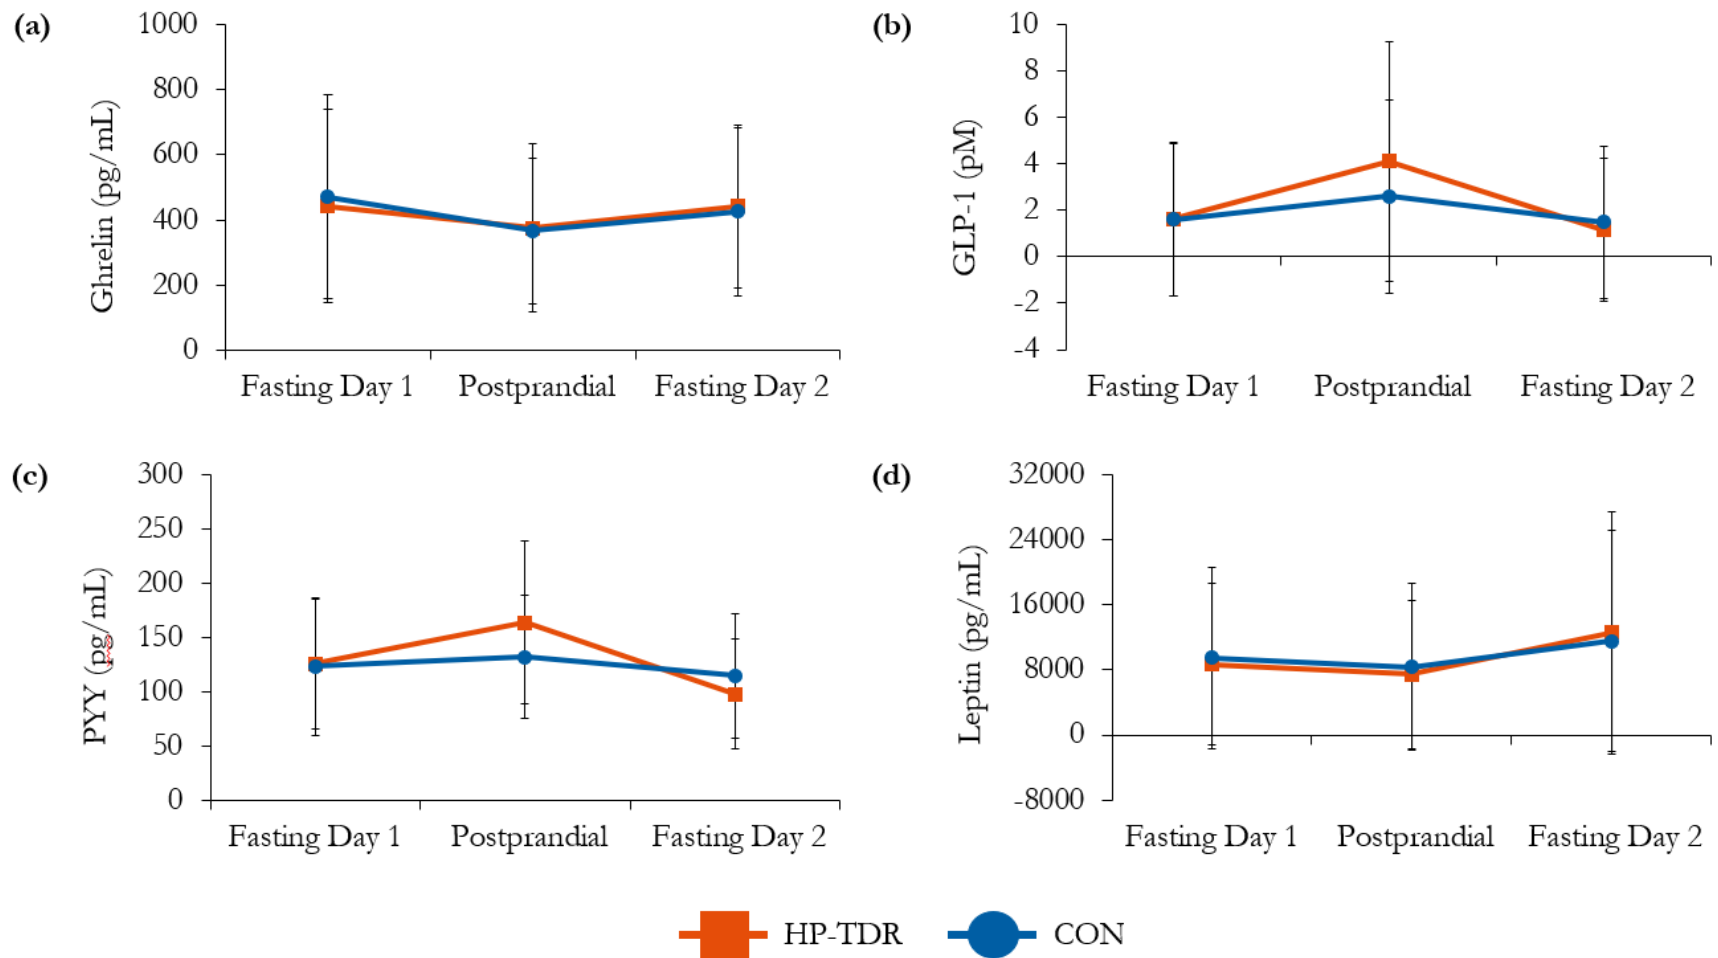 (a)
Ghrelin (pg/mL)
1000
800
600
400
200
0
Fasting Day 1 Postprandial Fasting Day 2
(b)
GLP-1 (pM)
10
8
6
4
2
0
-2
-4
Fasting Day 1 Postprandial Fasting Day 2
(c)
PYY (pg/mL)
300
250
200
150
100
50
0
Fasting Day 1 Postprandial Fasting Day 2
(d)
Leptin (pg/mL)
32000
24000
16000
8000
0
-8000
Fasting Day 1 Postprandial Fasting Day 2
HP-TDR CON